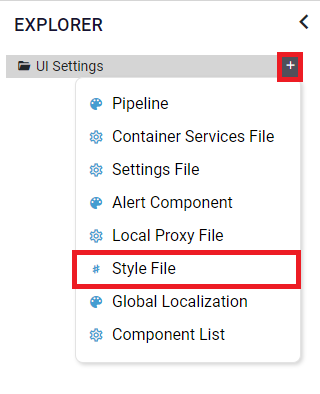 EXPLORER
UI Settings
Pipeline
Container Services File
Settings File
Alert Component
Local Proxy File
# Style File
Global Localization
Component List